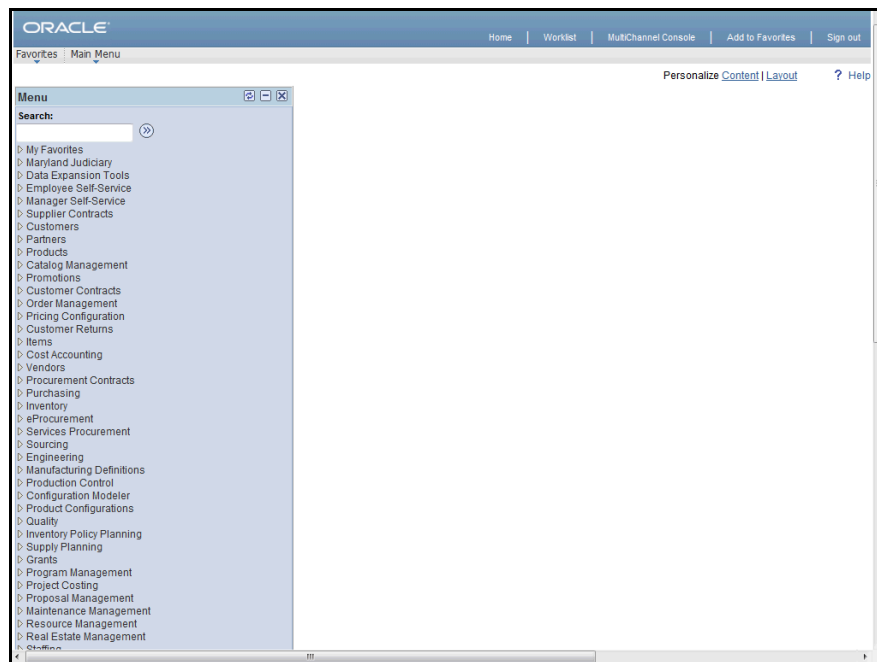 ORACLE
Home | Worklist | MultiChannel Console | Add to Favorites | Sign out
Favorites Main Menu
Personalize Content | Layout ? Help
Menu
Search:
My Favorites
Maryland Judiciary
Data Expansion Tools
Employee Self-Service
Manager Self-Service
Supplier Contracts
Customers
Partners
Products
Catalog Management
Promotions
Customer Contracts
Order Management
Pricing Configuration
Customer Returns
Items
Cost Accounting
Vendors
Procurement Contracts
Purchasing
Inventory
eProcurement
Services Procurement
Sourcing
Engineering
Manufacturing Definitions
Production Control
Configuration Modeler
Product Configurations
Quality
Inventory Policy Planning
Supply Planning
Grants
Program Management
Project Costing
Proposal Management
Maintenance Management
Resource Management
Real Estate Management
Staffing